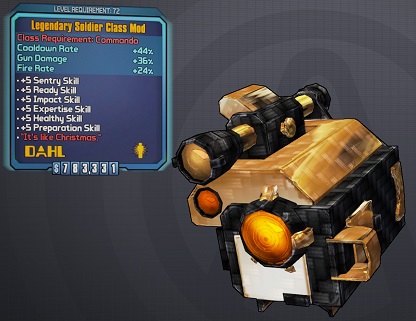 LEVEL REQUIREMENT: 72
Legendary Soldier Class Mod
Class Requirement: Commando
Cooldown Rate +44%
Gun Damage +36%
Fire Rate +24%
• +5 Sentry Skill
• +5 Ready Skill
• +5 Impact Skill
• +5 Expertise Skill
• +5 Healthy Skill
• +5 Preparation Skill
• "It's like Christmas."
DAHL
$783331